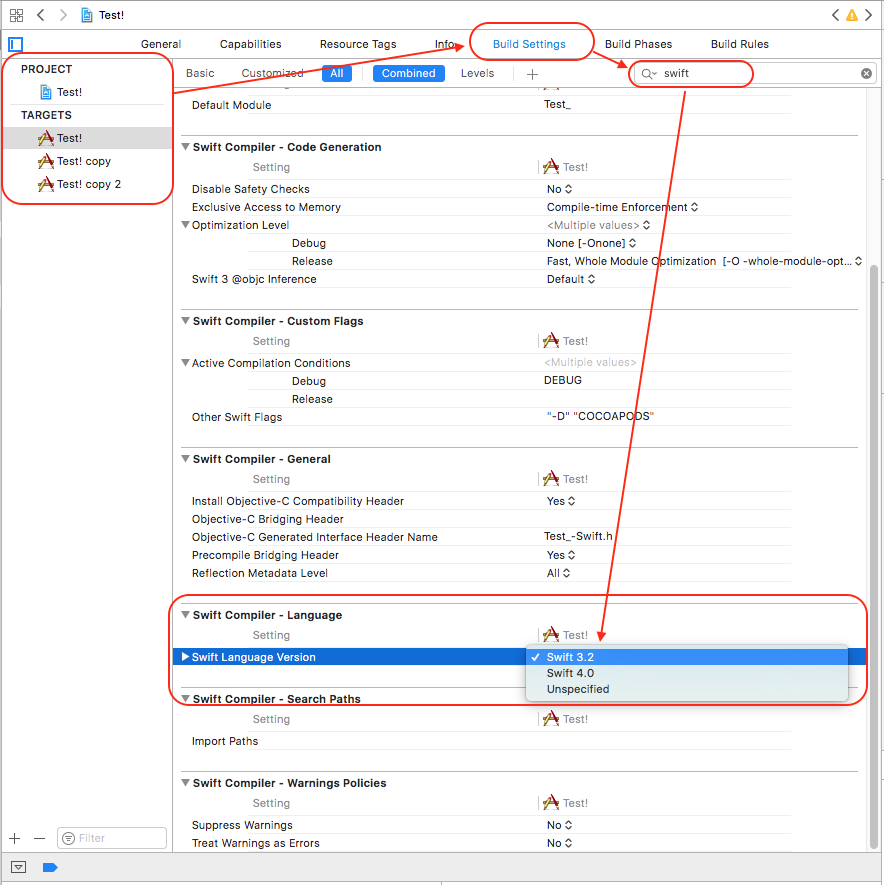 Test!
General Capabilities Resource Tags Info Build Settings Build Phases Build Rules
PROJECT
Test!
TARGETS
Test!
Test! copy
Test! copy 2
Basic Customized All Combined Levels + swift
Default Module Test_
Swift Compiler - Code Generation
Setting Test!
Disable Safety Checks No
Exclusive Access to Memory Compile-time Enforcement
Optimization Level <Multiple values>
Debug None [-Onone]
Release Fast, Whole Module Optimization [-O -whole-module-opt...
Swift 3 @objc Inference Default
Swift Compiler - Custom Flags
Setting Test!
Active Compilation Conditions <Multiple values>
Debug DEBUG
Release
Other Swift Flags "-D" "COCOAPODS"
Swift Compiler - General
Setting Test!
Install Objective-C Compatibility Header Yes
Objective-C Bridging Header
Objective-C Generated Interface Header Name Test_-Swift.h
Precompile Bridging Header Yes
Reflection Metadata Level All
Swift Compiler - Language
Setting Test!
Swift Language Version ✓ Swift 3.2
Swift 4.0
Unspecified
Swift Compiler - Search Paths
Setting Test!
Import Paths
Swift Compiler - Warnings Policies
Setting Test!
Suppress Warnings No
Treat Warnings as Errors No
+ − Filter